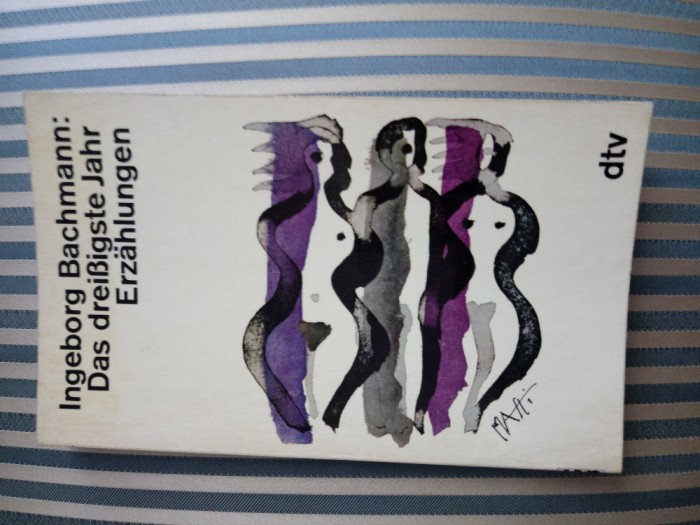 Ingeborg Bachmann:
Das dreißigste Jahr
Erzählungen
dtv